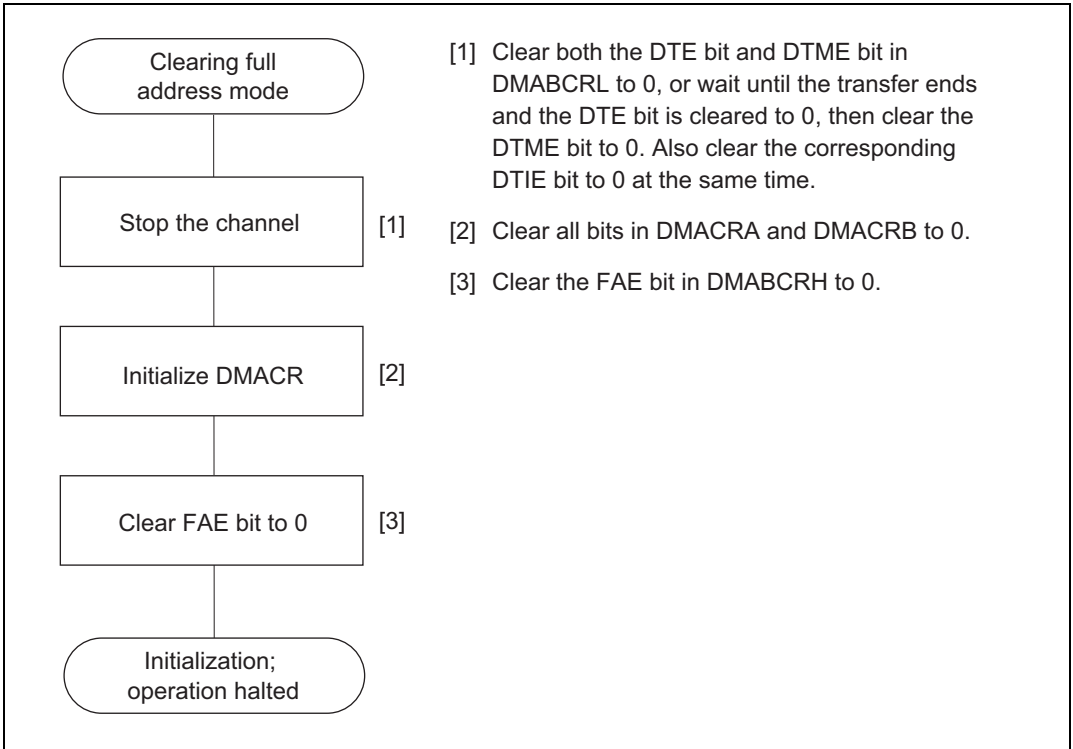 Clearing full
address mode
Stop the channel
[1]
Initialize DMACR
[2]
Clear FAE bit to 0
[3]
Initialization;
operation halted
[1] Clear both the DTE bit and DTME bit in
DMABCRL to 0, or wait until the transfer ends
and the DTE bit is cleared to 0, then clear the
DTME bit to 0. Also clear the corresponding
DTIE bit to 0 at the same time.
[2] Clear all bits in DMACRA and DMACRB to 0.
[3] Clear the FAE bit in DMABCRH to 0.